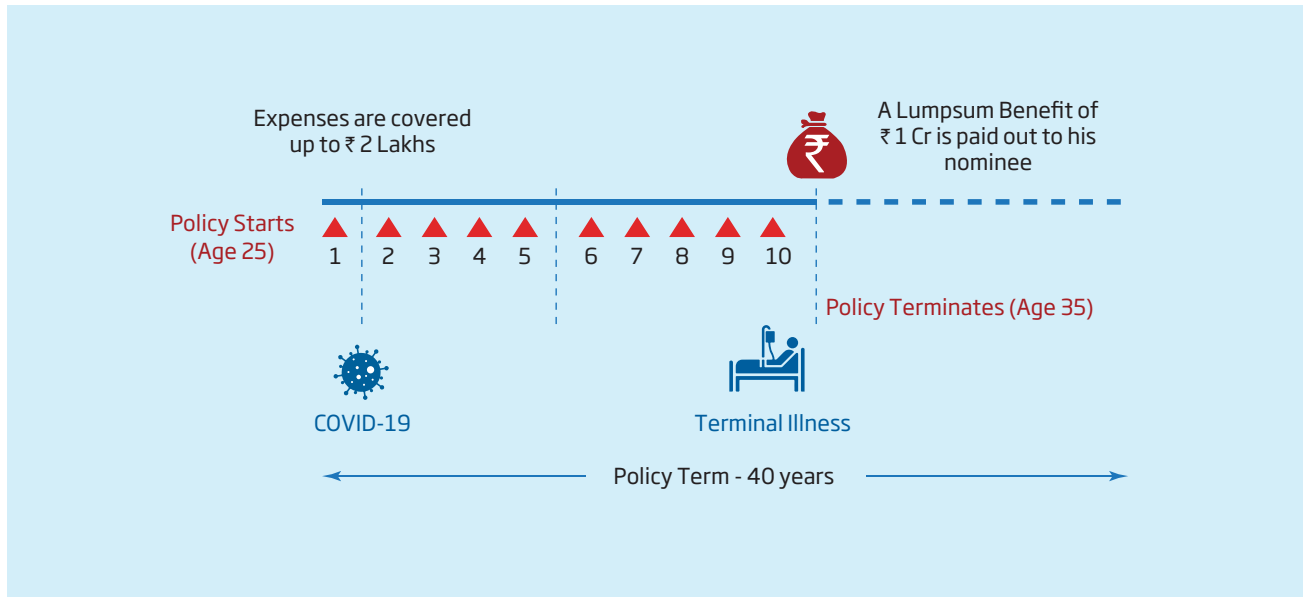 Expenses are covered
up to ₹ 2 Lakhs
₹
A Lumpsum Benefit of
₹ 1 Cr is paid out to his
nominee
Policy Starts
(Age 25)
1 2 3 4 5 6 7 8 9 10
Policy Terminates (Age 35)
COVID-19
Terminal Illness
Policy Term - 40 years